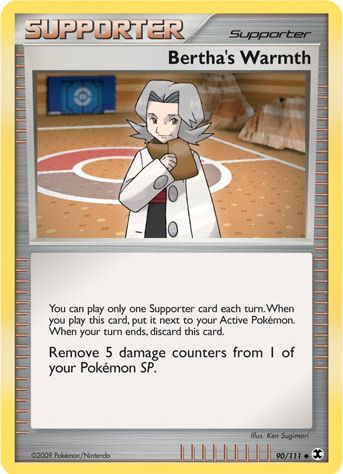 SUPPORTER Supporter
Bertha's Warmth
You can play only one Supporter card each turn. When
you play this card, put it next to your Active Pokémon.
When your turn ends, discard this card.
Remove 5 damage counters from 1 of
your Pokémon SP.
Illus. Ken Sugimori
©2009 Pokémon/Nintendo 90/111